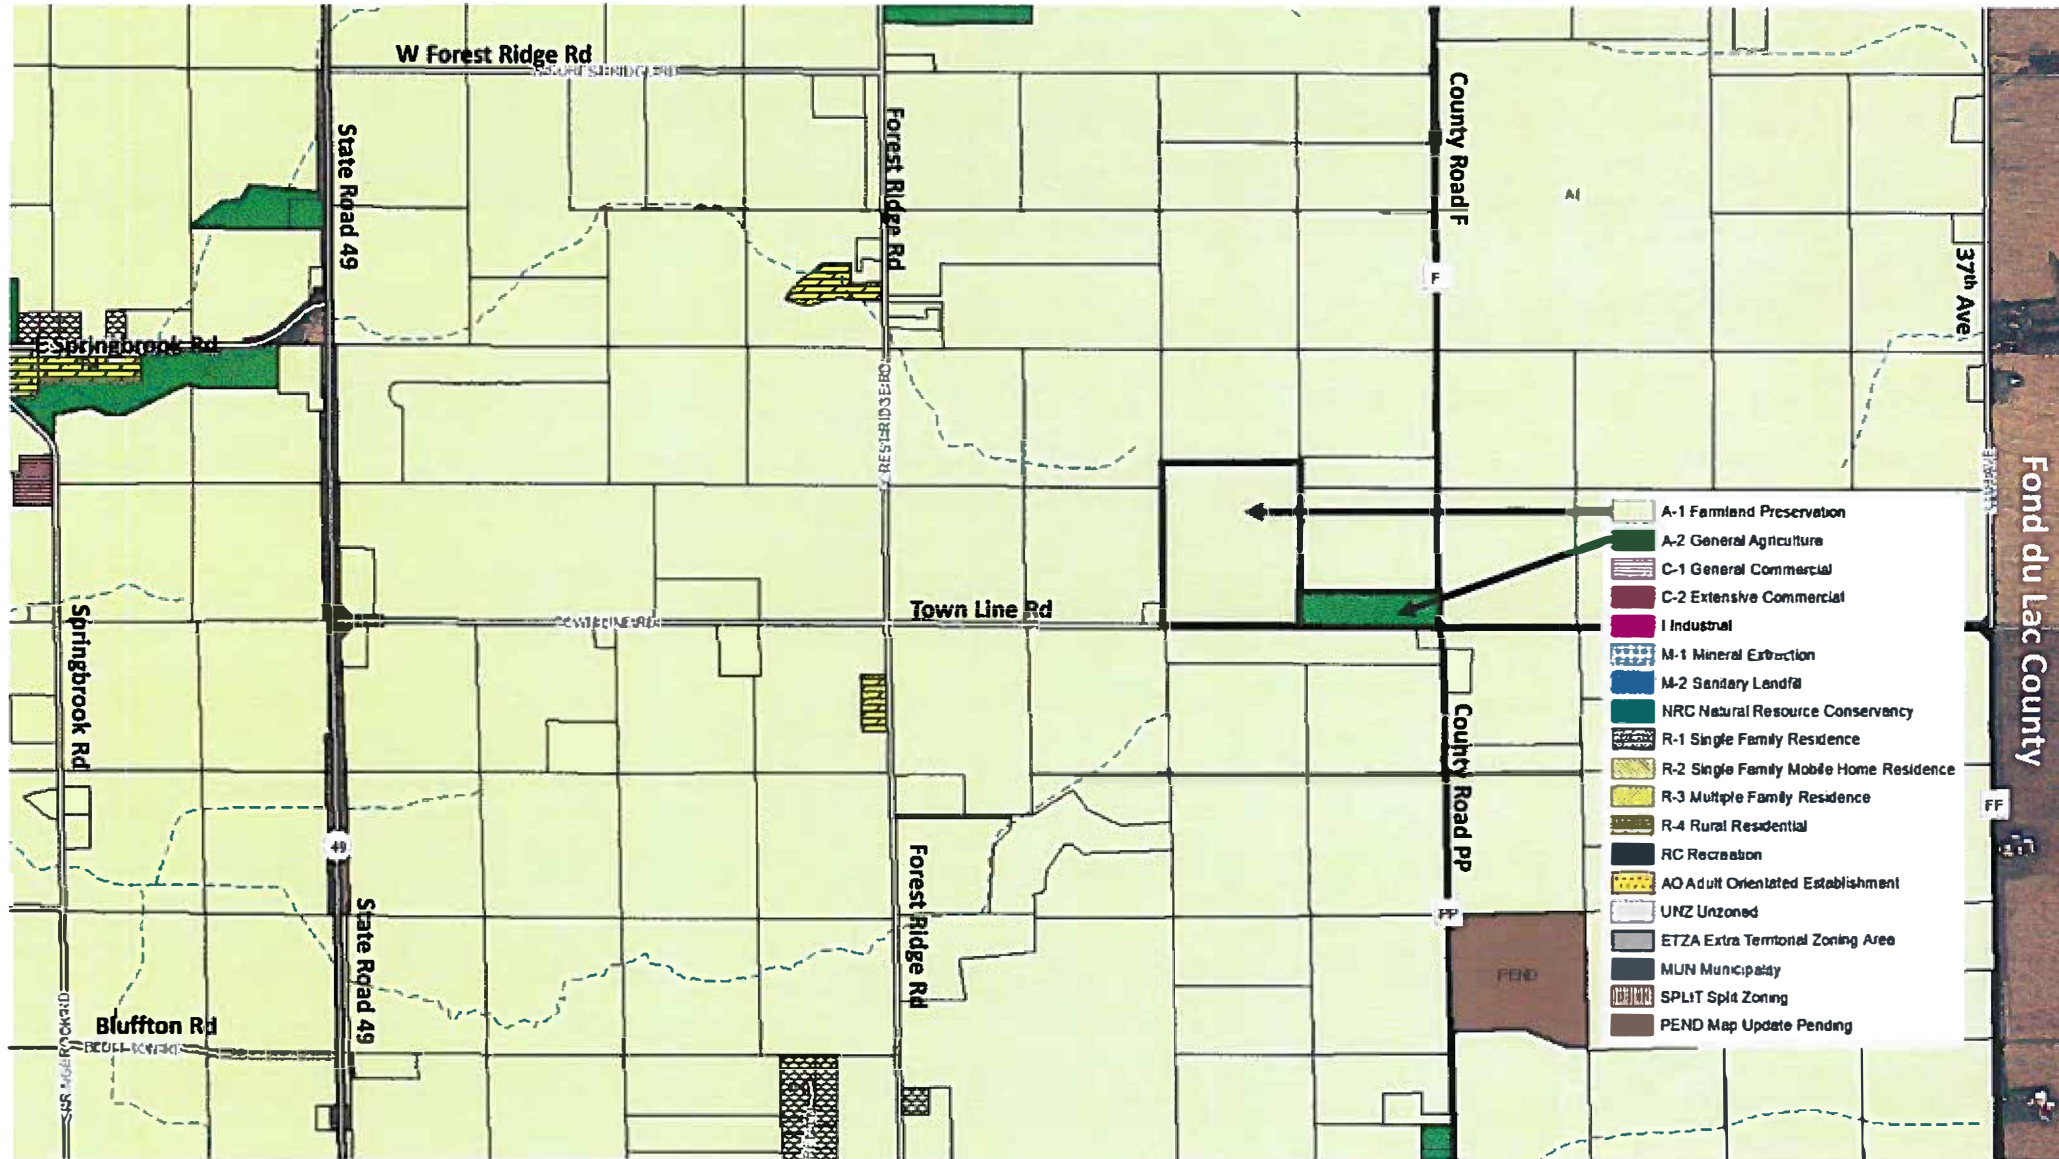 W Forest Ridge Rd
State Road 49
Forest Ridge Rd
County Road F
A1
F
37th Ave
E Springbrook Rd
Fond du Lac County
A-1 Farmland Preservation
A-2 General Agriculture
C-1 General Commercial
C-2 Extensive Commercial
I Industrial
M-1 Mineral Extraction
M-2 Sanitary Landfill
NRC Natural Resource Conservancy
R-1 Single Family Residence
R-2 Single Family Mobile Home Residence
R-3 Multiple Family Residence
R-4 Rural Residential
RC Recreation
AO Adult Orientated Establishment
UNZ Unzoned
ETZA Extra Territorial Zoning Area
MUN Municipality
SPLIT Split Zoning
PEND Map Update Pending
Town Line Rd
Springbrook Rd
County Road PP
FF
49
Forest Ridge Rd
State Road 49
PP
PEND
Bluffton Rd